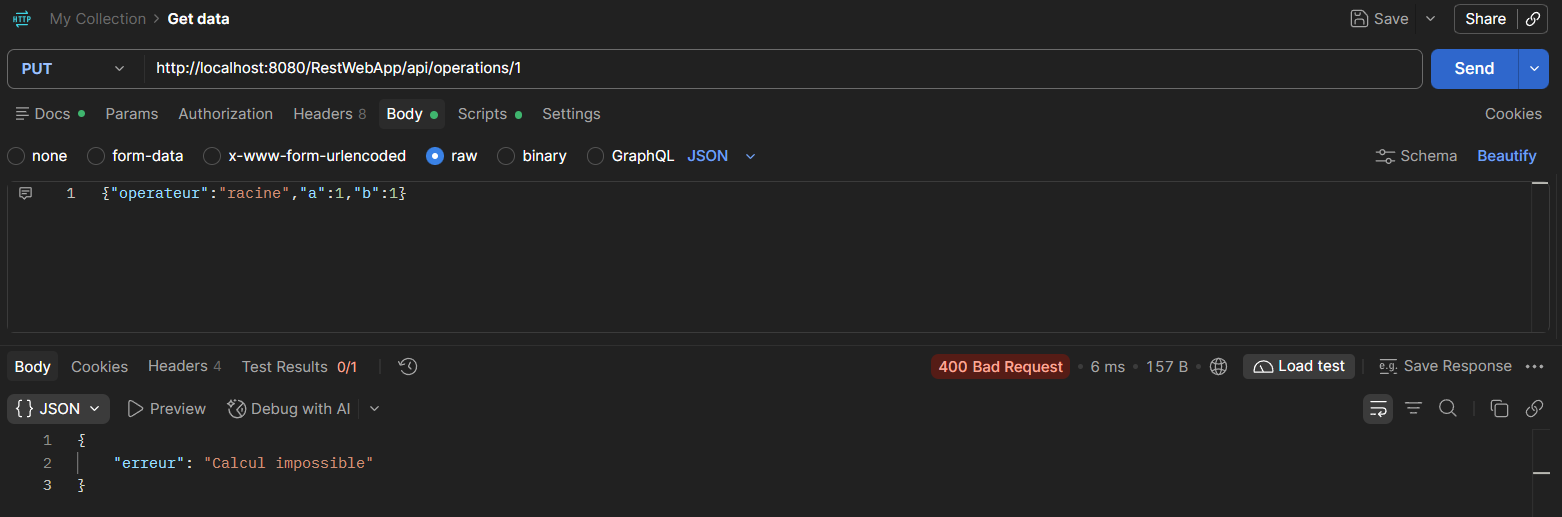 HTTP My Collection > Get data Save Share
PUT http://localhost:8080/RestWebApp/api/operations/1 Send
Docs Params Authorization Headers 8 Body Scripts Settings Cookies
none form-data x-www-form-urlencoded raw binary GraphQL JSON Schema Beautify
1 {"operateur":"racine","a":1,"b":1}
Body Cookies Headers 4 Test Results 0/1 400 Bad Request • 6 ms • 157 B • Load test e.g. Save Response
{} JSON Preview Debug with AI
1 {
2 "erreur": "Calcul impossible"
3 }